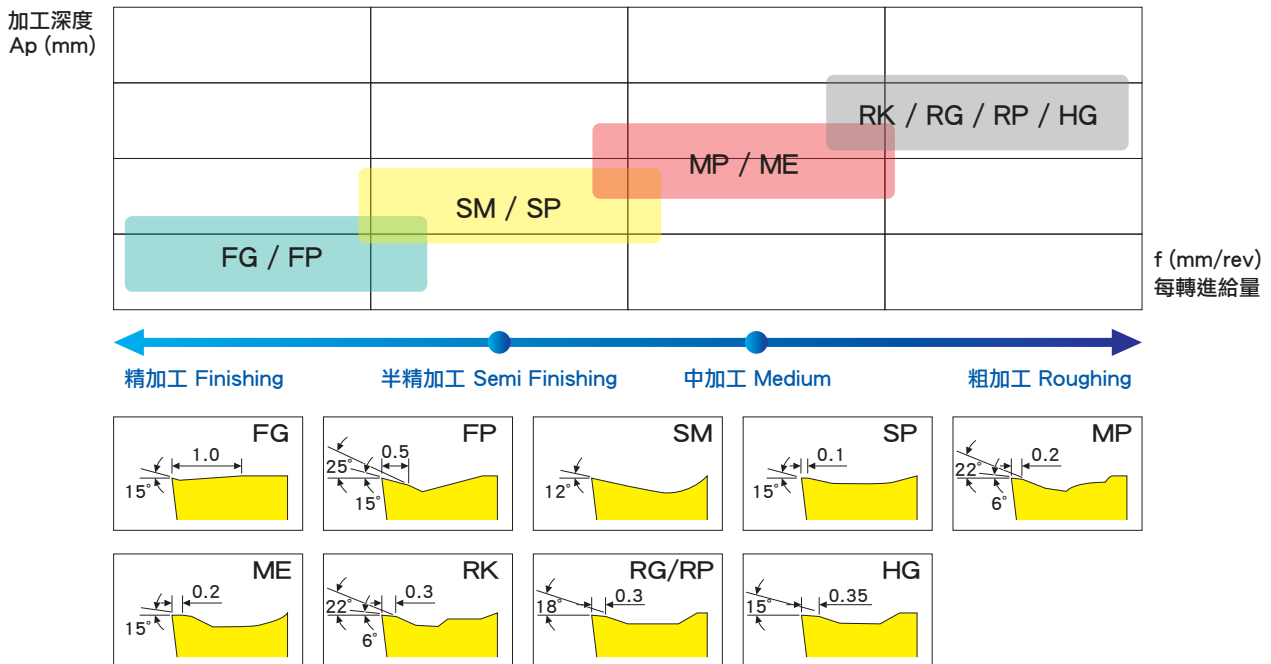 加工深度
Ap (mm)
RK / RG / RP / HG
MP / ME
SM / SP
FG / FP
f (mm/rev)
每轉進給量
精加工 Finishing
半精加工 Semi Finishing
中加工 Medium
粗加工 Roughing
FG
1.0
15°
FP
0.5
25°
15°
SM
12°
SP
0.1
15°
MP
0.2
22°
6°
ME
0.2
15°
RK
0.3
22°
6°
RG/RP
0.3
18°
HG
0.35
15°